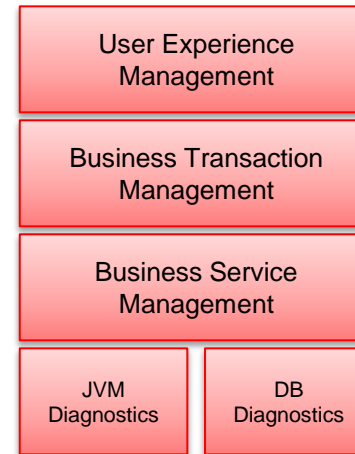 User Experience
Management
Business Transaction
Management
Business Service
Management
JVM
Diagnostics
DB
Diagnostics